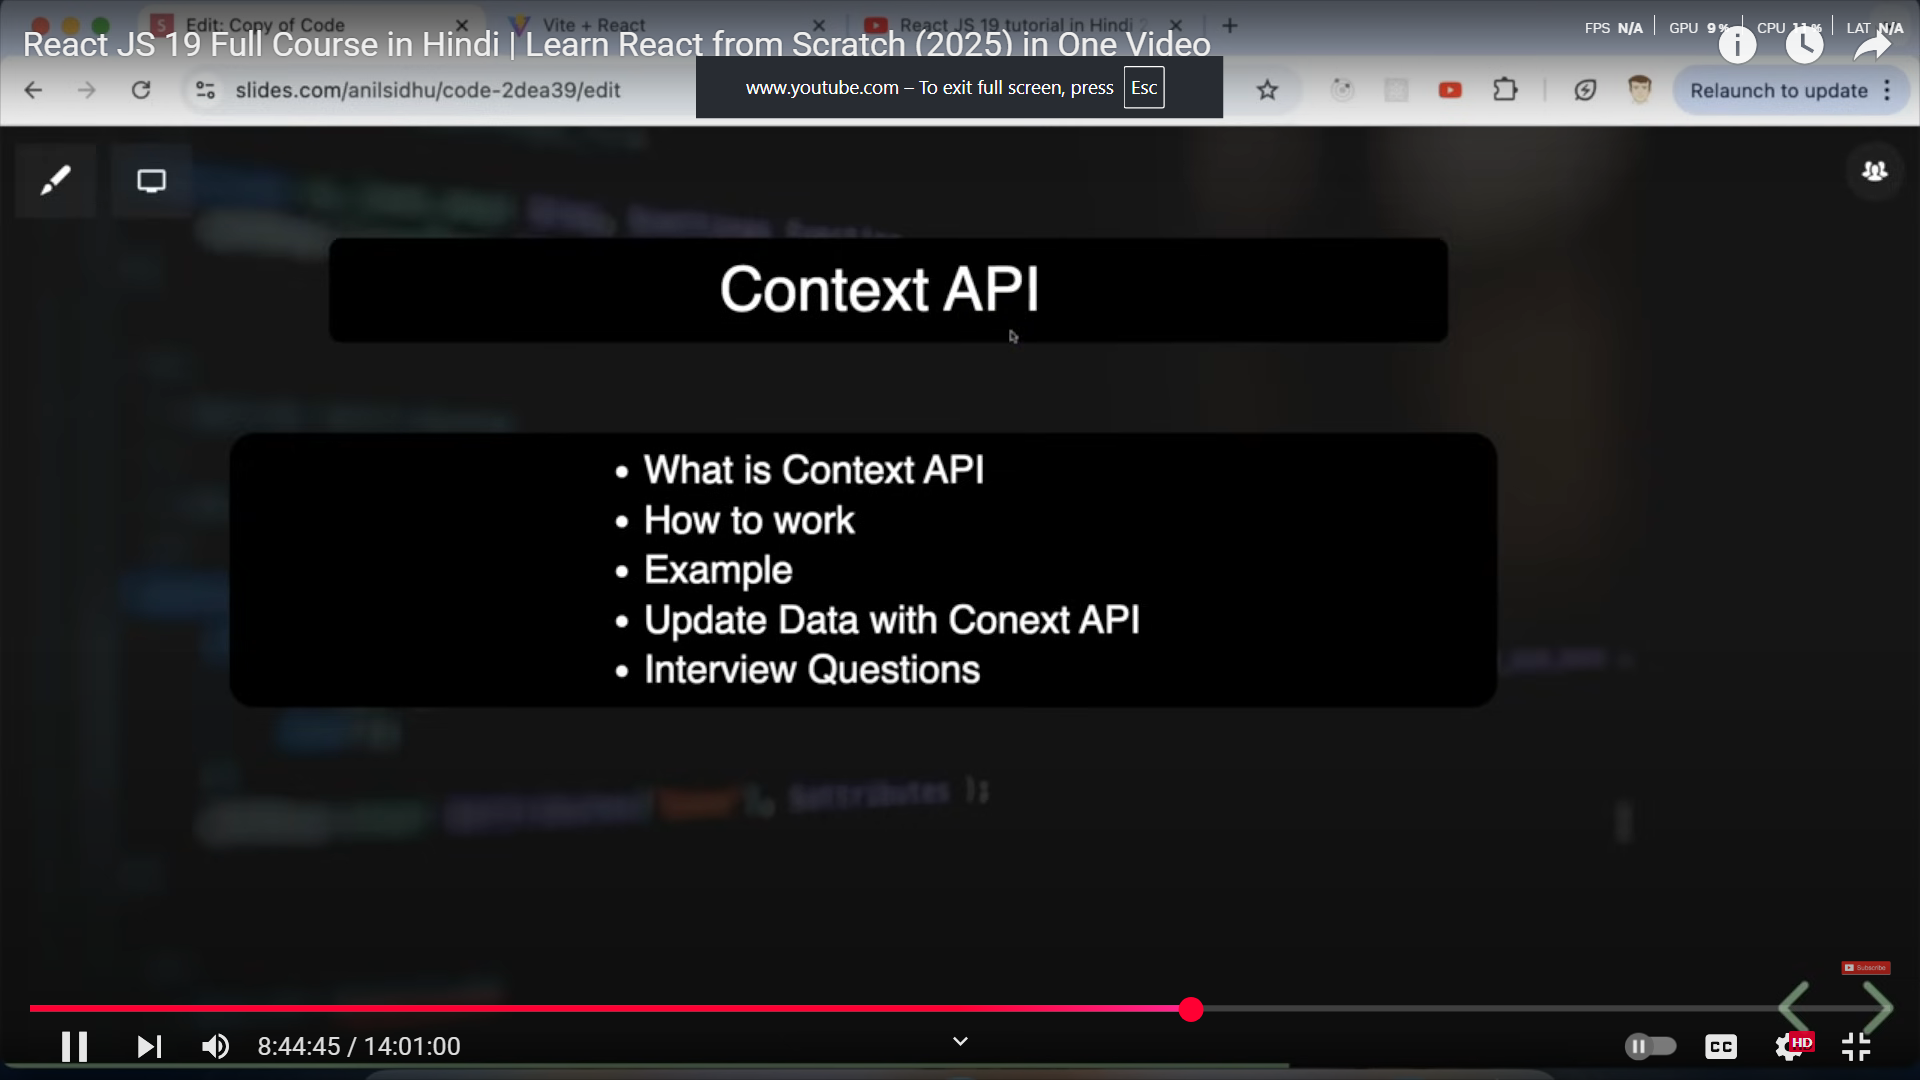 Edit: Copy of Code
Vite + React
React JS 19 tutorial in Hindi
React JS 19 Full Course in Hindi | Learn React from Scratch (2025) in One Video
FPS N/A GPU 9% CPU 11% LAT N/A
slides.com/anilsidhu/code-2dea39/edit
www.youtube.com – To exit full screen, press Esc
Relaunch to update
Context API
• What is Context API
• How to work
• Example
• Update Data with Conext API
• Interview Questions
Subscribe
8:44:45 / 14:01:00
CC
HD